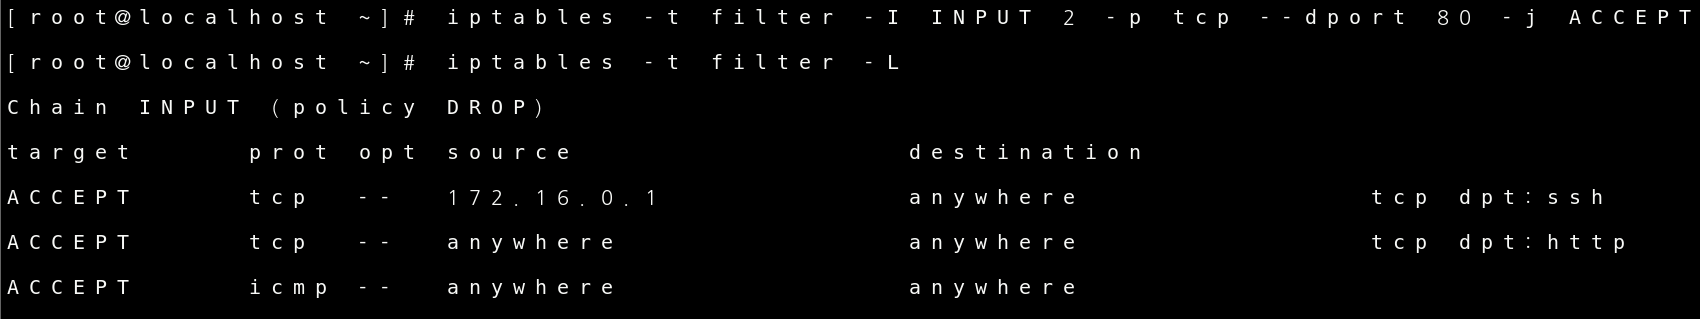 [root@localhost ~]# iptables -t filter -I INPUT 2 -p tcp --dport 80 -j ACCEPT
[root@localhost ~]# iptables -t filter -L
Chain INPUT (policy DROP)
target     prot opt source               destination
ACCEPT     tcp  --  172.16.0.1           anywhere             tcp dpt:ssh
ACCEPT     tcp  --  anywhere             anywhere             tcp dpt:http
ACCEPT     icmp --  anywhere             anywhere